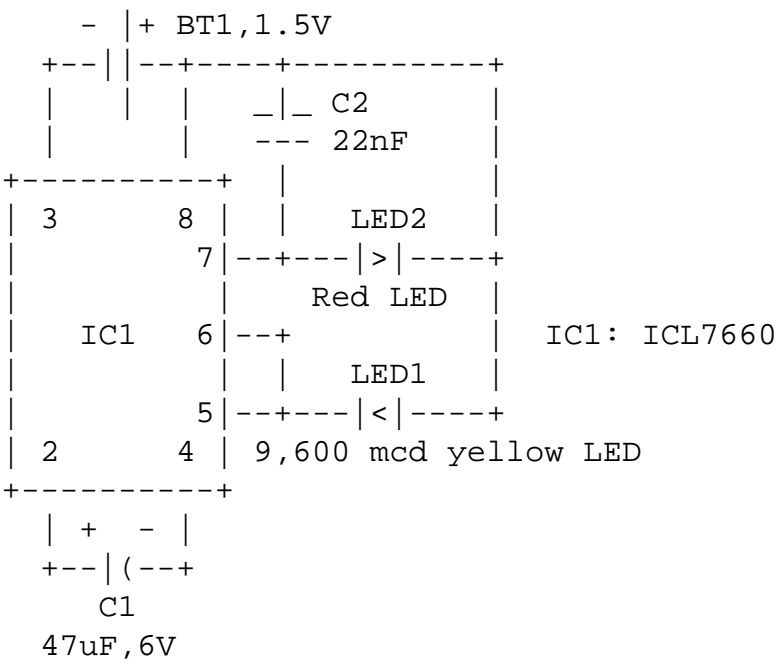 - + BT1,1.5V
C2
22nF
3 8 LED2
7
Red LED
IC1 6 IC1: ICL7660
LED1
5
2 4 9,600 mcd yellow LED
+ -
C1
47uF,6V